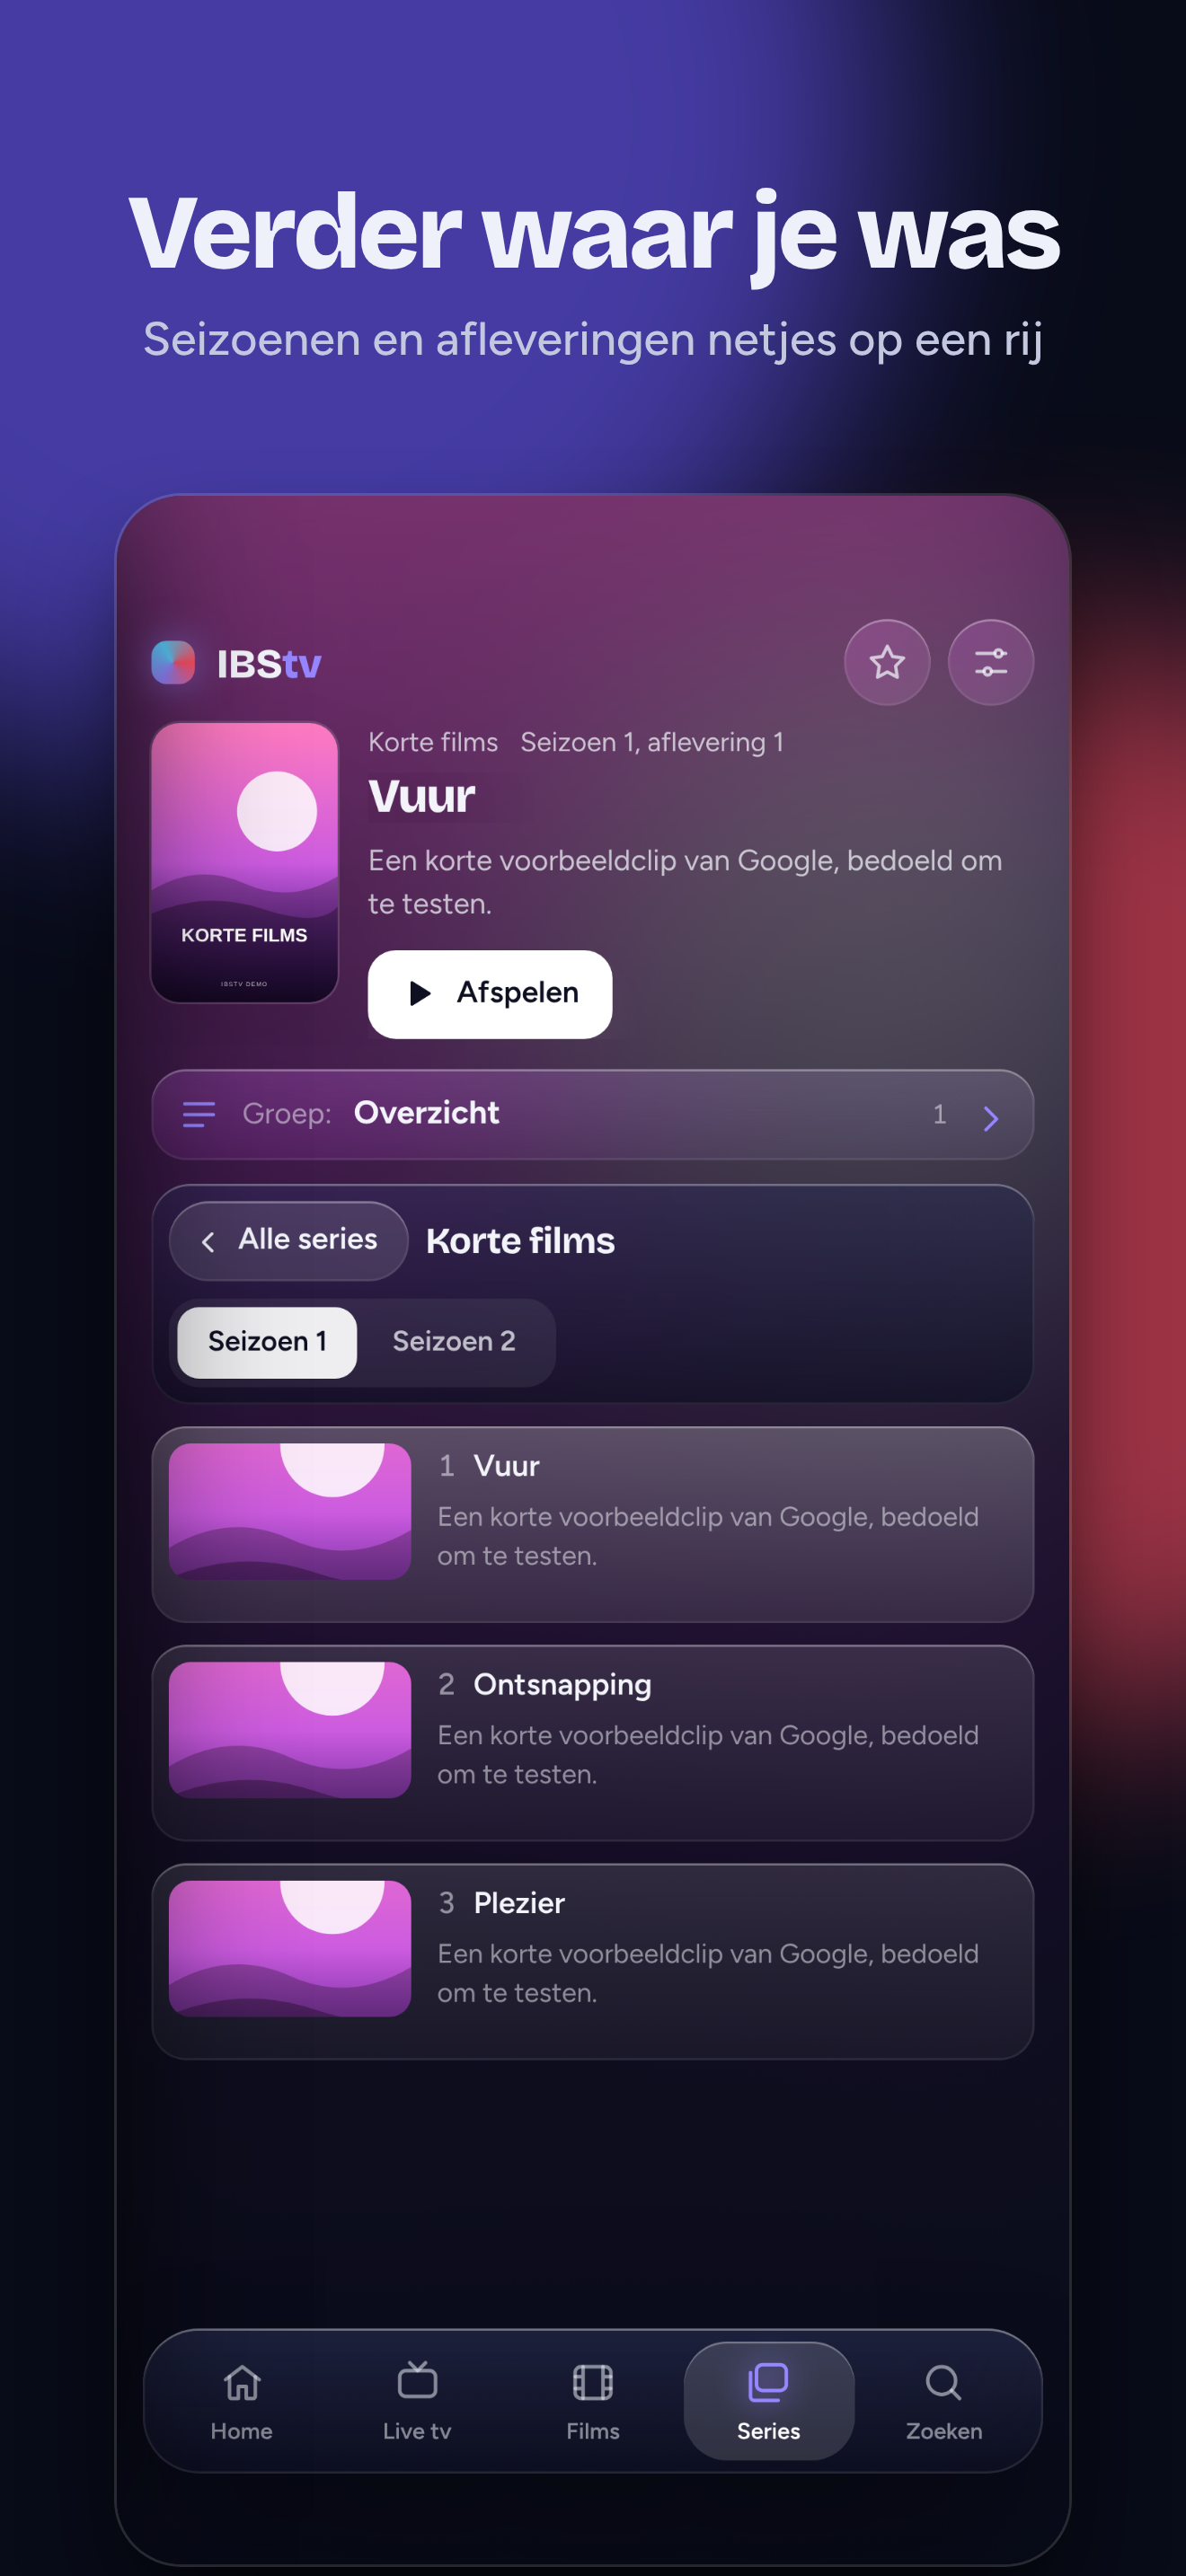 Verder waar je was
Seizoenen en afleveringen netjes op een rij
IBStv
Korte films Seizoen 1, aflevering 1
Vuur
Een korte voorbeeldclip van Google, bedoeld om
te testen.
KORTE FILMS
IBSTV DEMO
Afspelen
Groep: Overzicht 1
Alle series Korte films
Seizoen 1 Seizoen 2
1 Vuur
Een korte voorbeeldclip van Google, bedoeld
om te testen.
2 Ontsnapping
Een korte voorbeeldclip van Google, bedoeld
om te testen.
3 Plezier
Een korte voorbeeldclip van Google, bedoeld
om te testen.
Home Live tv Films Series Zoeken